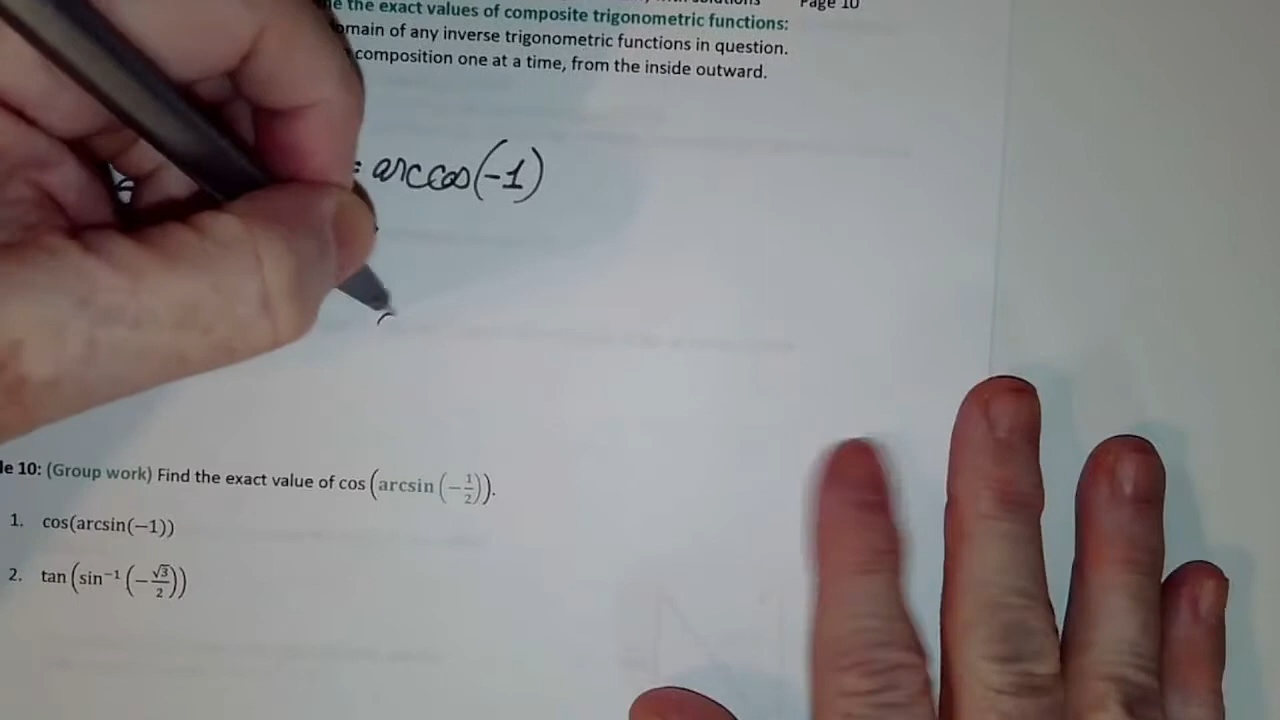 Page 10
the exact values of composite trigonometric functions:
of any inverse trigonometric functions in question.
composition one at a time, from the inside outward.
= arccos(-1)
10: (Group work) Find the exact value of cos (arcsin (−1/2)).
1. cos(arcsin(−1))
2. tan (sin⁻¹ (−√3/2))